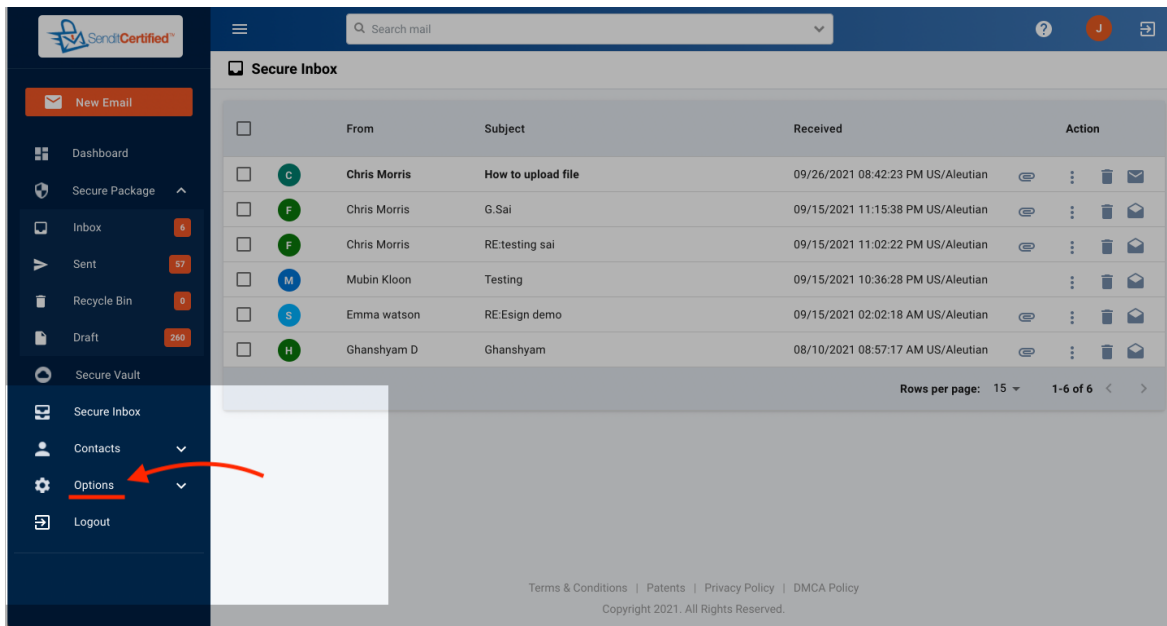 SenditCertified™
Search mail
?
J
Secure Inbox
New Email
Dashboard
Secure Package
Inbox 6
Sent 57
Recycle Bin 0
Draft 260
Secure Vault
Secure Inbox
Contacts
Options
Logout
From Subject Received Action
C Chris Morris How to upload file 09/26/2021 08:42:23 PM US/Aleutian
F Chris Morris G.Sai 09/15/2021 11:15:38 PM US/Aleutian
F Chris Morris RE:testing sai 09/15/2021 11:02:22 PM US/Aleutian
M Mubin Kloon Testing 09/15/2021 10:36:28 PM US/Aleutian
S Emma watson RE:Esign demo 09/15/2021 02:02:18 AM US/Aleutian
H Ghanshyam D Ghanshyam 08/10/2021 08:57:17 AM US/Aleutian
Rows per page: 15 1-6 of 6 < >
Terms & Conditions | Patents | Privacy Policy | DMCA Policy
Copyright 2021. All Rights Reserved.